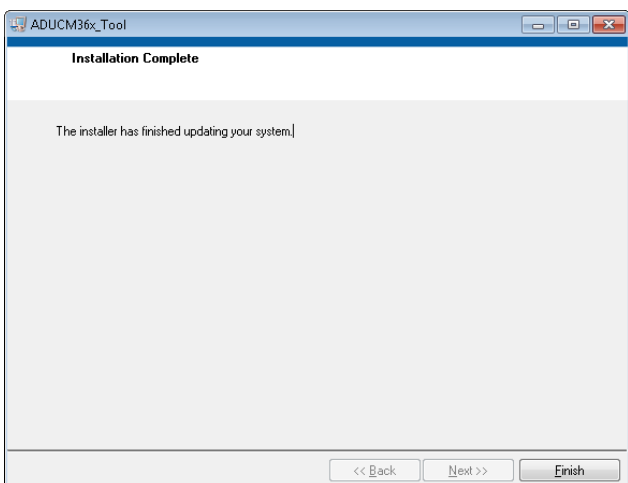 ADUCM36x_Tool
Installation Complete
The installer has finished updating your system.
<< Back
Next >>
Finish